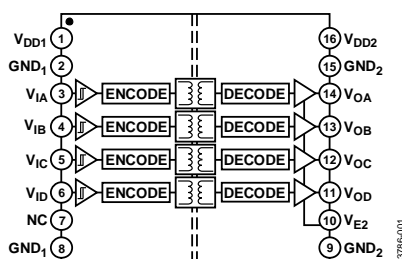 VDD1 1 16 VDD2
GND1 2 15 GND2
VIA 3 ENCODE DECODE 14 VOA
VIB 4 ENCODE DECODE 13 VOB
VIC 5 ENCODE DECODE 12 VOC
VID 6 ENCODE DECODE 11 VOD
NC 7 10 VE2
GND1 8 9 GND2
3786-001